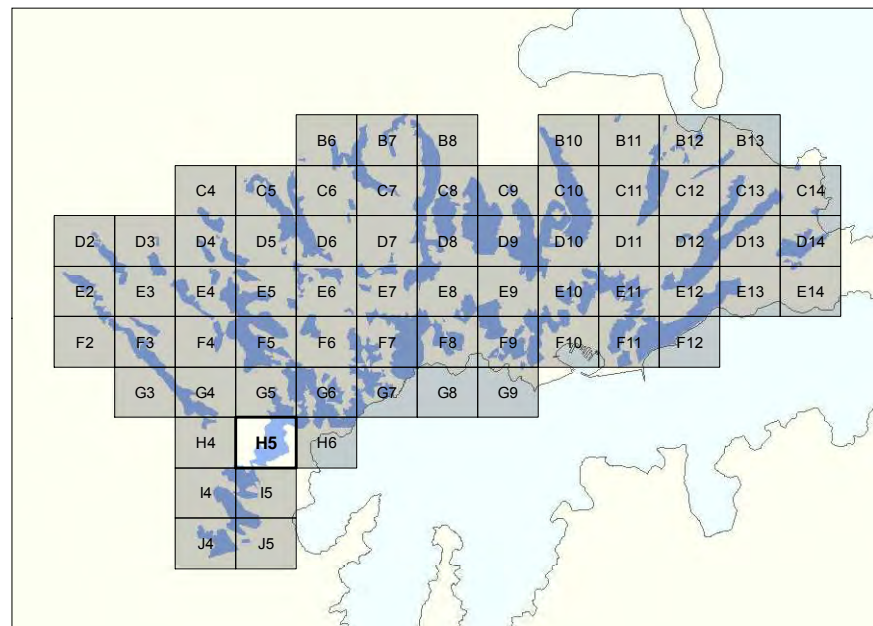 B6 B7 B8 B10 B11 B12 B13
C4 C5 C6 C7 C8 C9 C10 C11 C12 C13 C14
D2 D3 D4 D5 D6 D7 D8 D9 D10 D11 D12 D13 D14
E2 E3 E4 E5 E6 E7 E8 E9 E10 E11 E12 E13 E14
F2 F3 F4 F5 F6 F7 F8 F9 F10 F11 F12
G3 G4 G5 G6 G7 G8 G9
H4 H5 H6
I4 I5
J4 J5